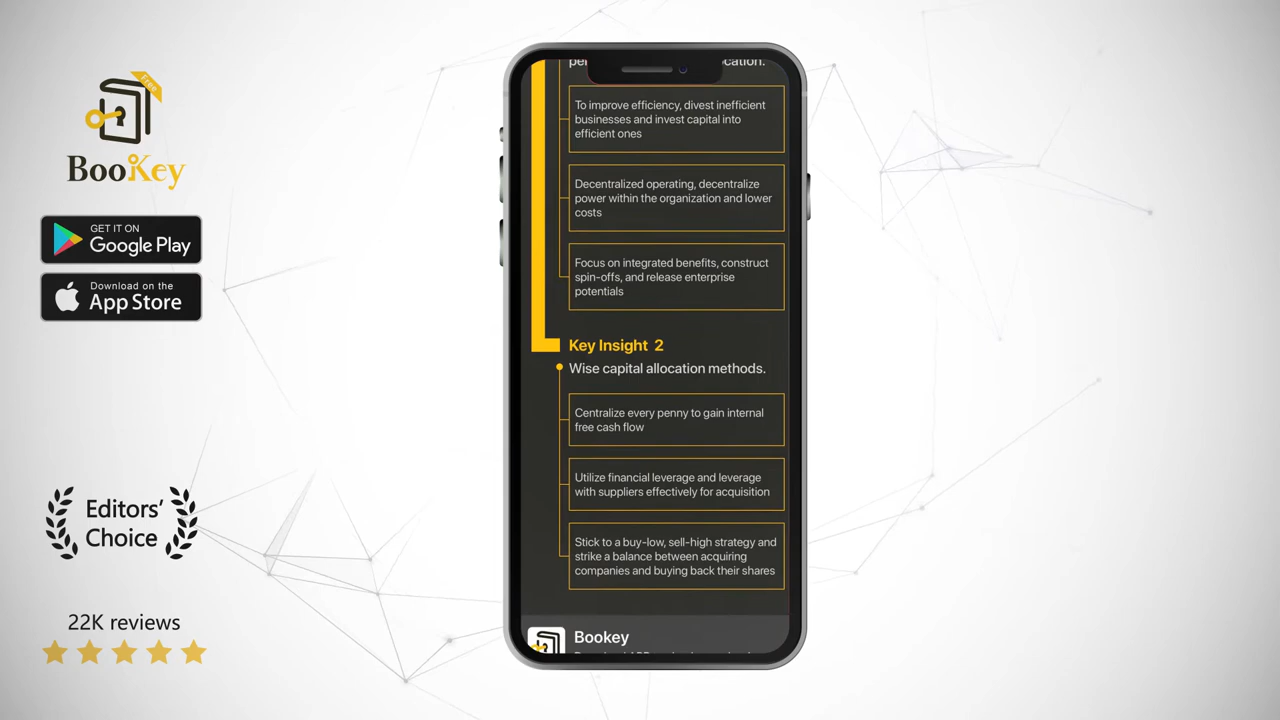 Free
BooKey
GET IT ON
Google Play
Download on the
App Store
Editors'
Choice
22K reviews
To improve efficiency, divest inefficient
businesses and invest capital into
efficient ones
Decentralized operating, decentralize
power within the organization and lower
costs
Focus on integrated benefits, construct
spin-offs, and release enterprise
potentials
Key Insight 2
Wise capital allocation methods.
Centralize every penny to gain internal
free cash flow
Utilize financial leverage and leverage
with suppliers effectively for acquisition
Stick to a buy-low, sell-high strategy and
strike a balance between acquiring
companies and buying back their shares
Bookey